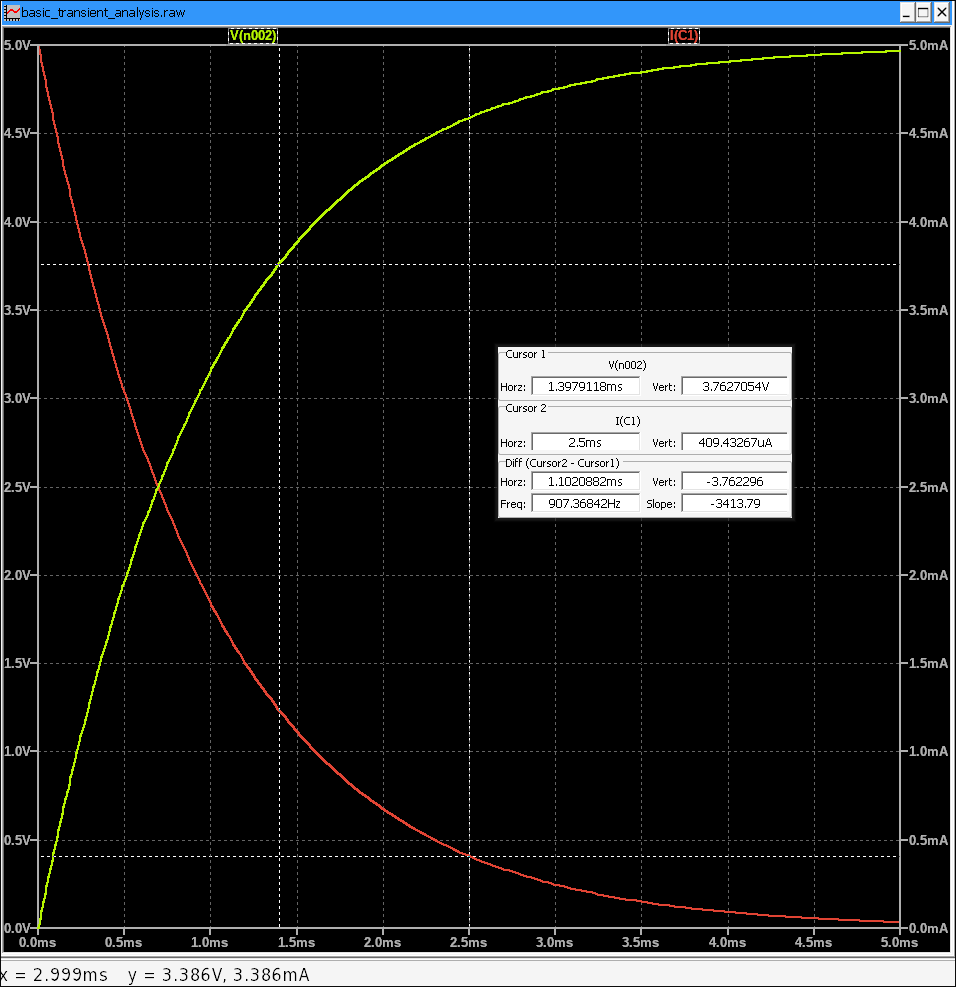 basic_transient_analysis.raw
V(n002) I(C1)
5.0V 5.0mA
4.5V 4.5mA
4.0V 4.0mA
3.5V 3.5mA
3.0V 3.0mA
2.5V 2.5mA
2.0V 2.0mA
1.5V 1.5mA
1.0V 1.0mA
0.5V 0.5mA
0.0V 0.0mA
0.0ms 0.5ms 1.0ms 1.5ms 2.0ms 2.5ms 3.0ms 3.5ms 4.0ms 4.5ms 5.0ms
Cursor 1
V(n002)
Horz: 1.3979118ms Vert: 3.7627054V
Cursor 2
I(C1)
Horz: 2.5ms Vert: 409.43267uA
Diff (Cursor2 - Cursor1)
Horz: 1.1020882ms Vert: -3.762296
Freq: 907.36842Hz Slope: -3413.79
x = 2.999ms y = 3.386V, 3.386mA